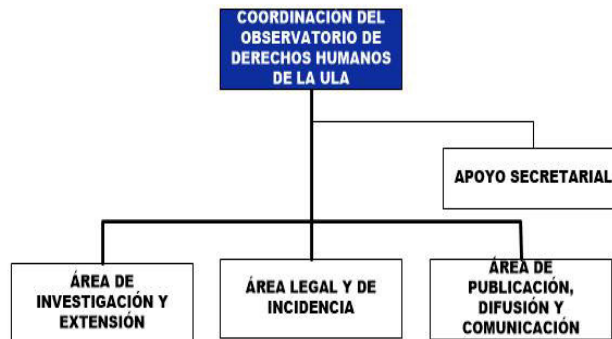 COORDINACIÓN DEL
OBSERVATORIO DE
DERECHOS HUMANOS
DE LA ULA
APOYO SECRETARIAL
ÁREA DE
INVESTIGACIÓN Y
EXTENSIÓN
ÁREA LEGAL Y DE
INCIDENCIA
ÁREA DE
PUBLICACIÓN,
DIFUSIÓN Y
COMUNICACIÓN